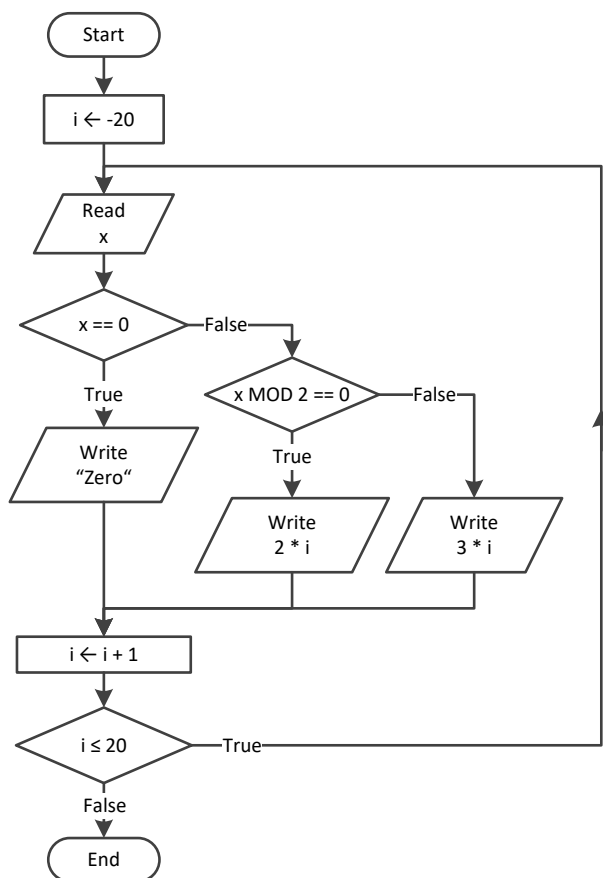 Start
i ← -20
Read
x
x == 0
False
True
x MOD 2 == 0
False
True
Write
“Zero“
Write
2 * i
Write
3 * i
i ← i + 1
i ≤ 20
True
False
End